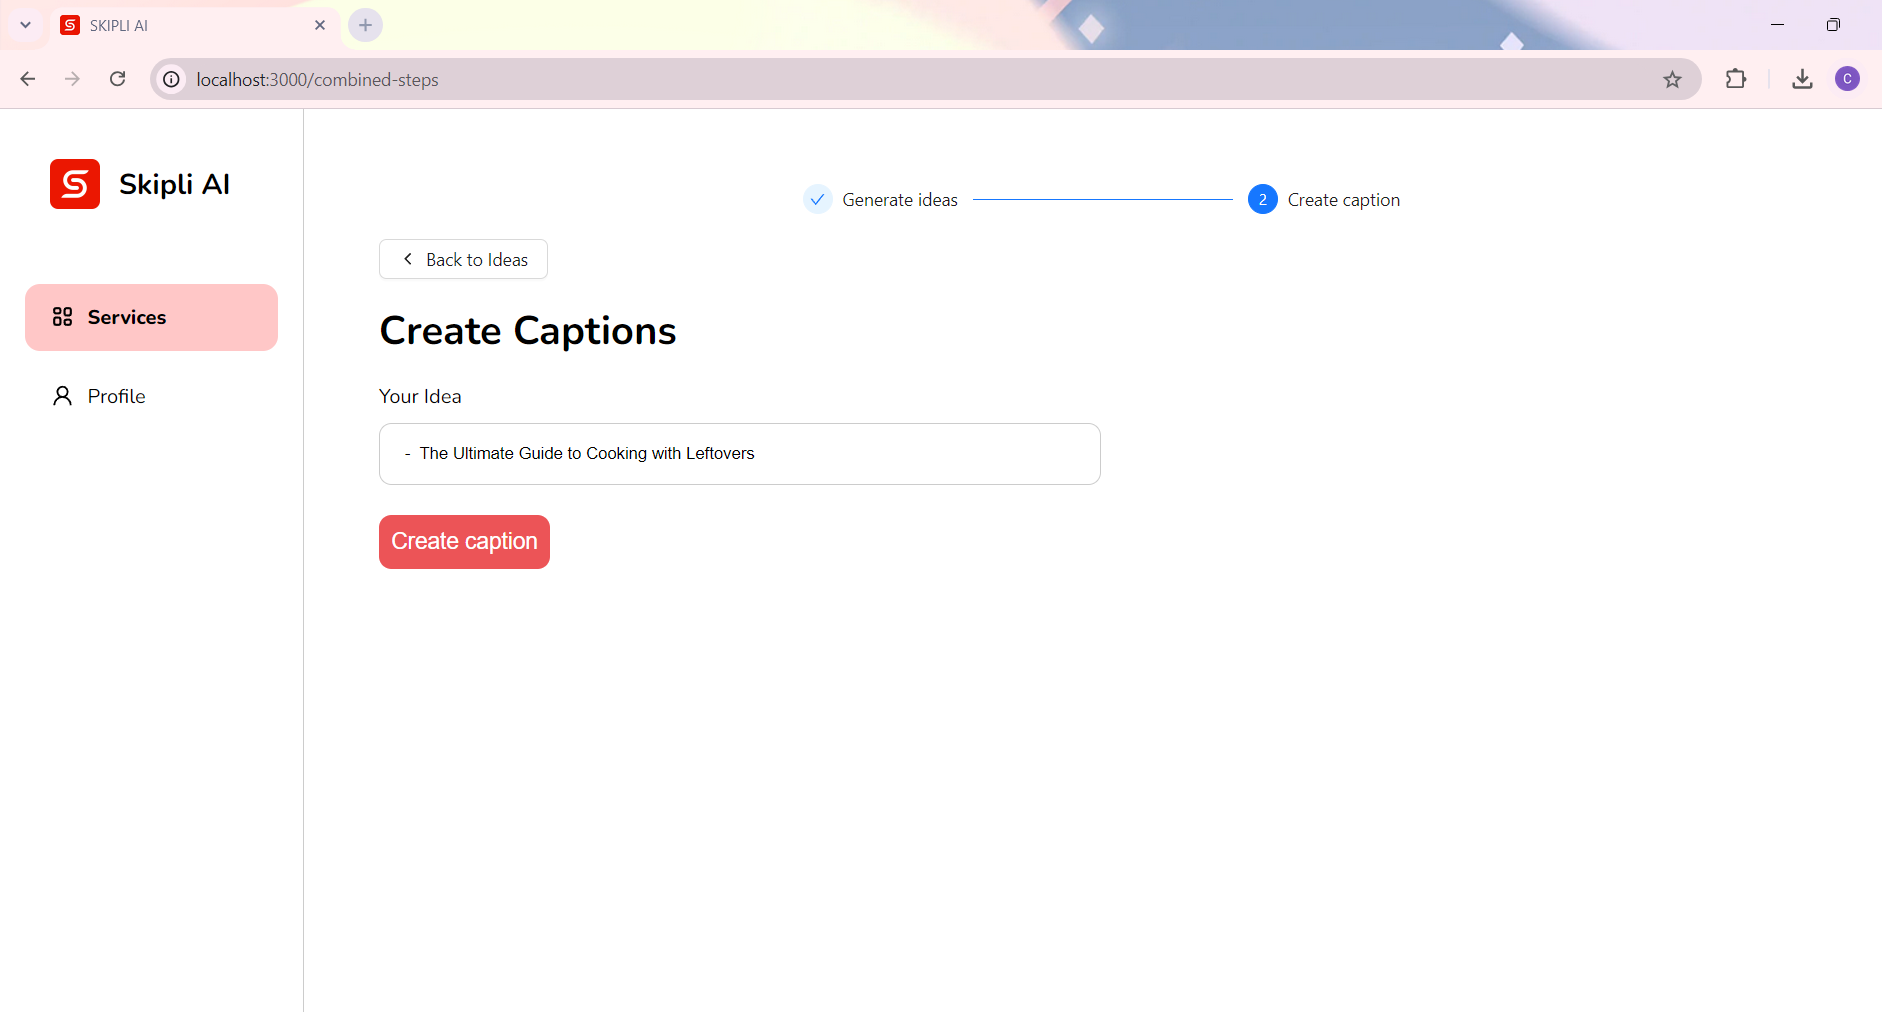 SKIPLI AI
localhost:3000/combined-steps
C
Skipli AI
Services
Profile
Generate ideas
2 Create caption
Back to Ideas
Create Captions
Your Idea
- The Ultimate Guide to Cooking with Leftovers
Create caption